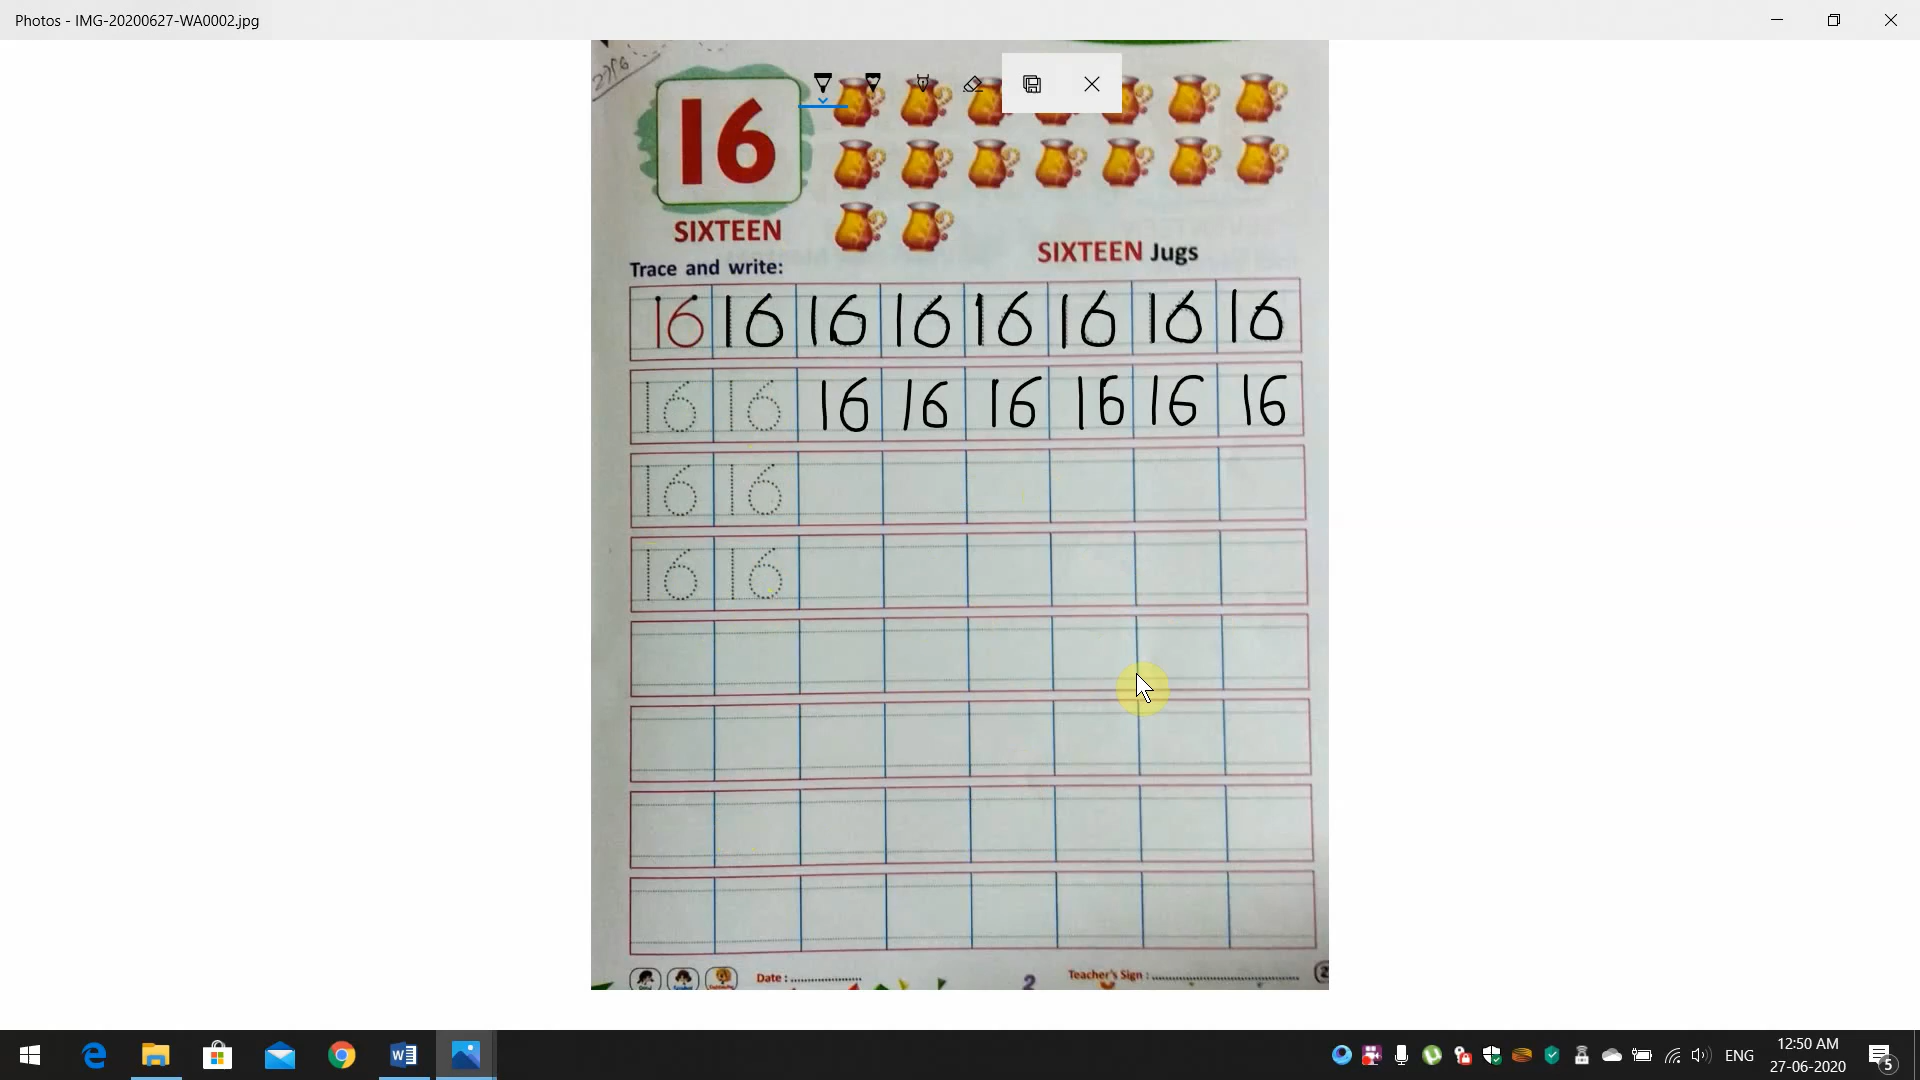 Photos - IMG-20200627-WA0002.jpg
16
SIXTEEN
SIXTEEN Jugs
Trace and write:
16 16 16 16 16 16 16 16
16 16 16 16 16 16 16 16
16 16
16 16
Date : ....................
2
Teacher's Sign : ........................................
ENG
12:50 AM
27-06-2020
5